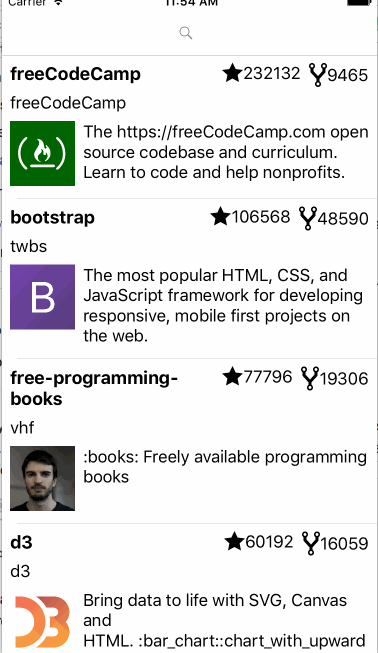 Carrier 11:54 AM
freeCodeCamp 232132 9465
freeCodeCamp
The https://freeCodeCamp.com open
source codebase and curriculum.
Learn to code and help nonprofits.
bootstrap 106568 48590
twbs
B
The most popular HTML, CSS, and
JavaScript framework for developing
responsive, mobile first projects on
the web.
free-programming-
books 77796 19306
vhf
:books: Freely available programming
books
d3 60192 16059
d3
D3
Bring data to life with SVG, Canvas
and
HTML. :bar_chart::chart_with_upward